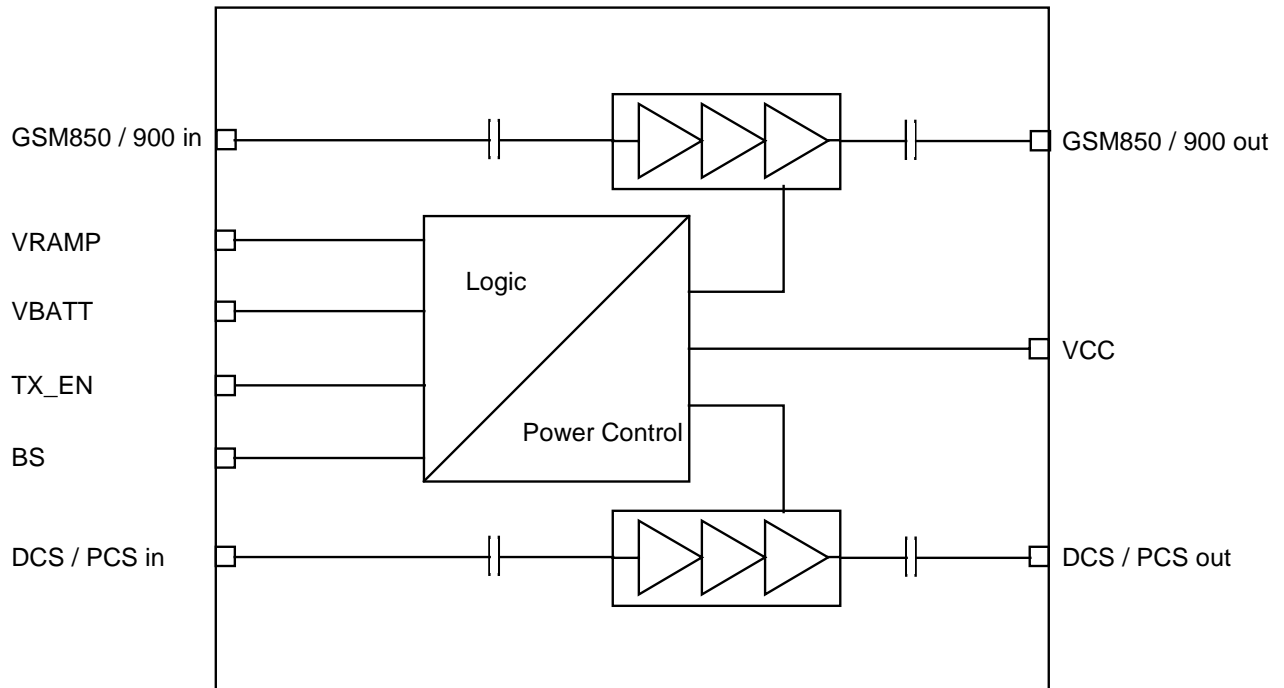 GSM850 / 900 in
GSM850 / 900 out
VRAMP
Logic
VBATT
VCC
TX_EN
Power Control
BS
DCS / PCS in
DCS / PCS out